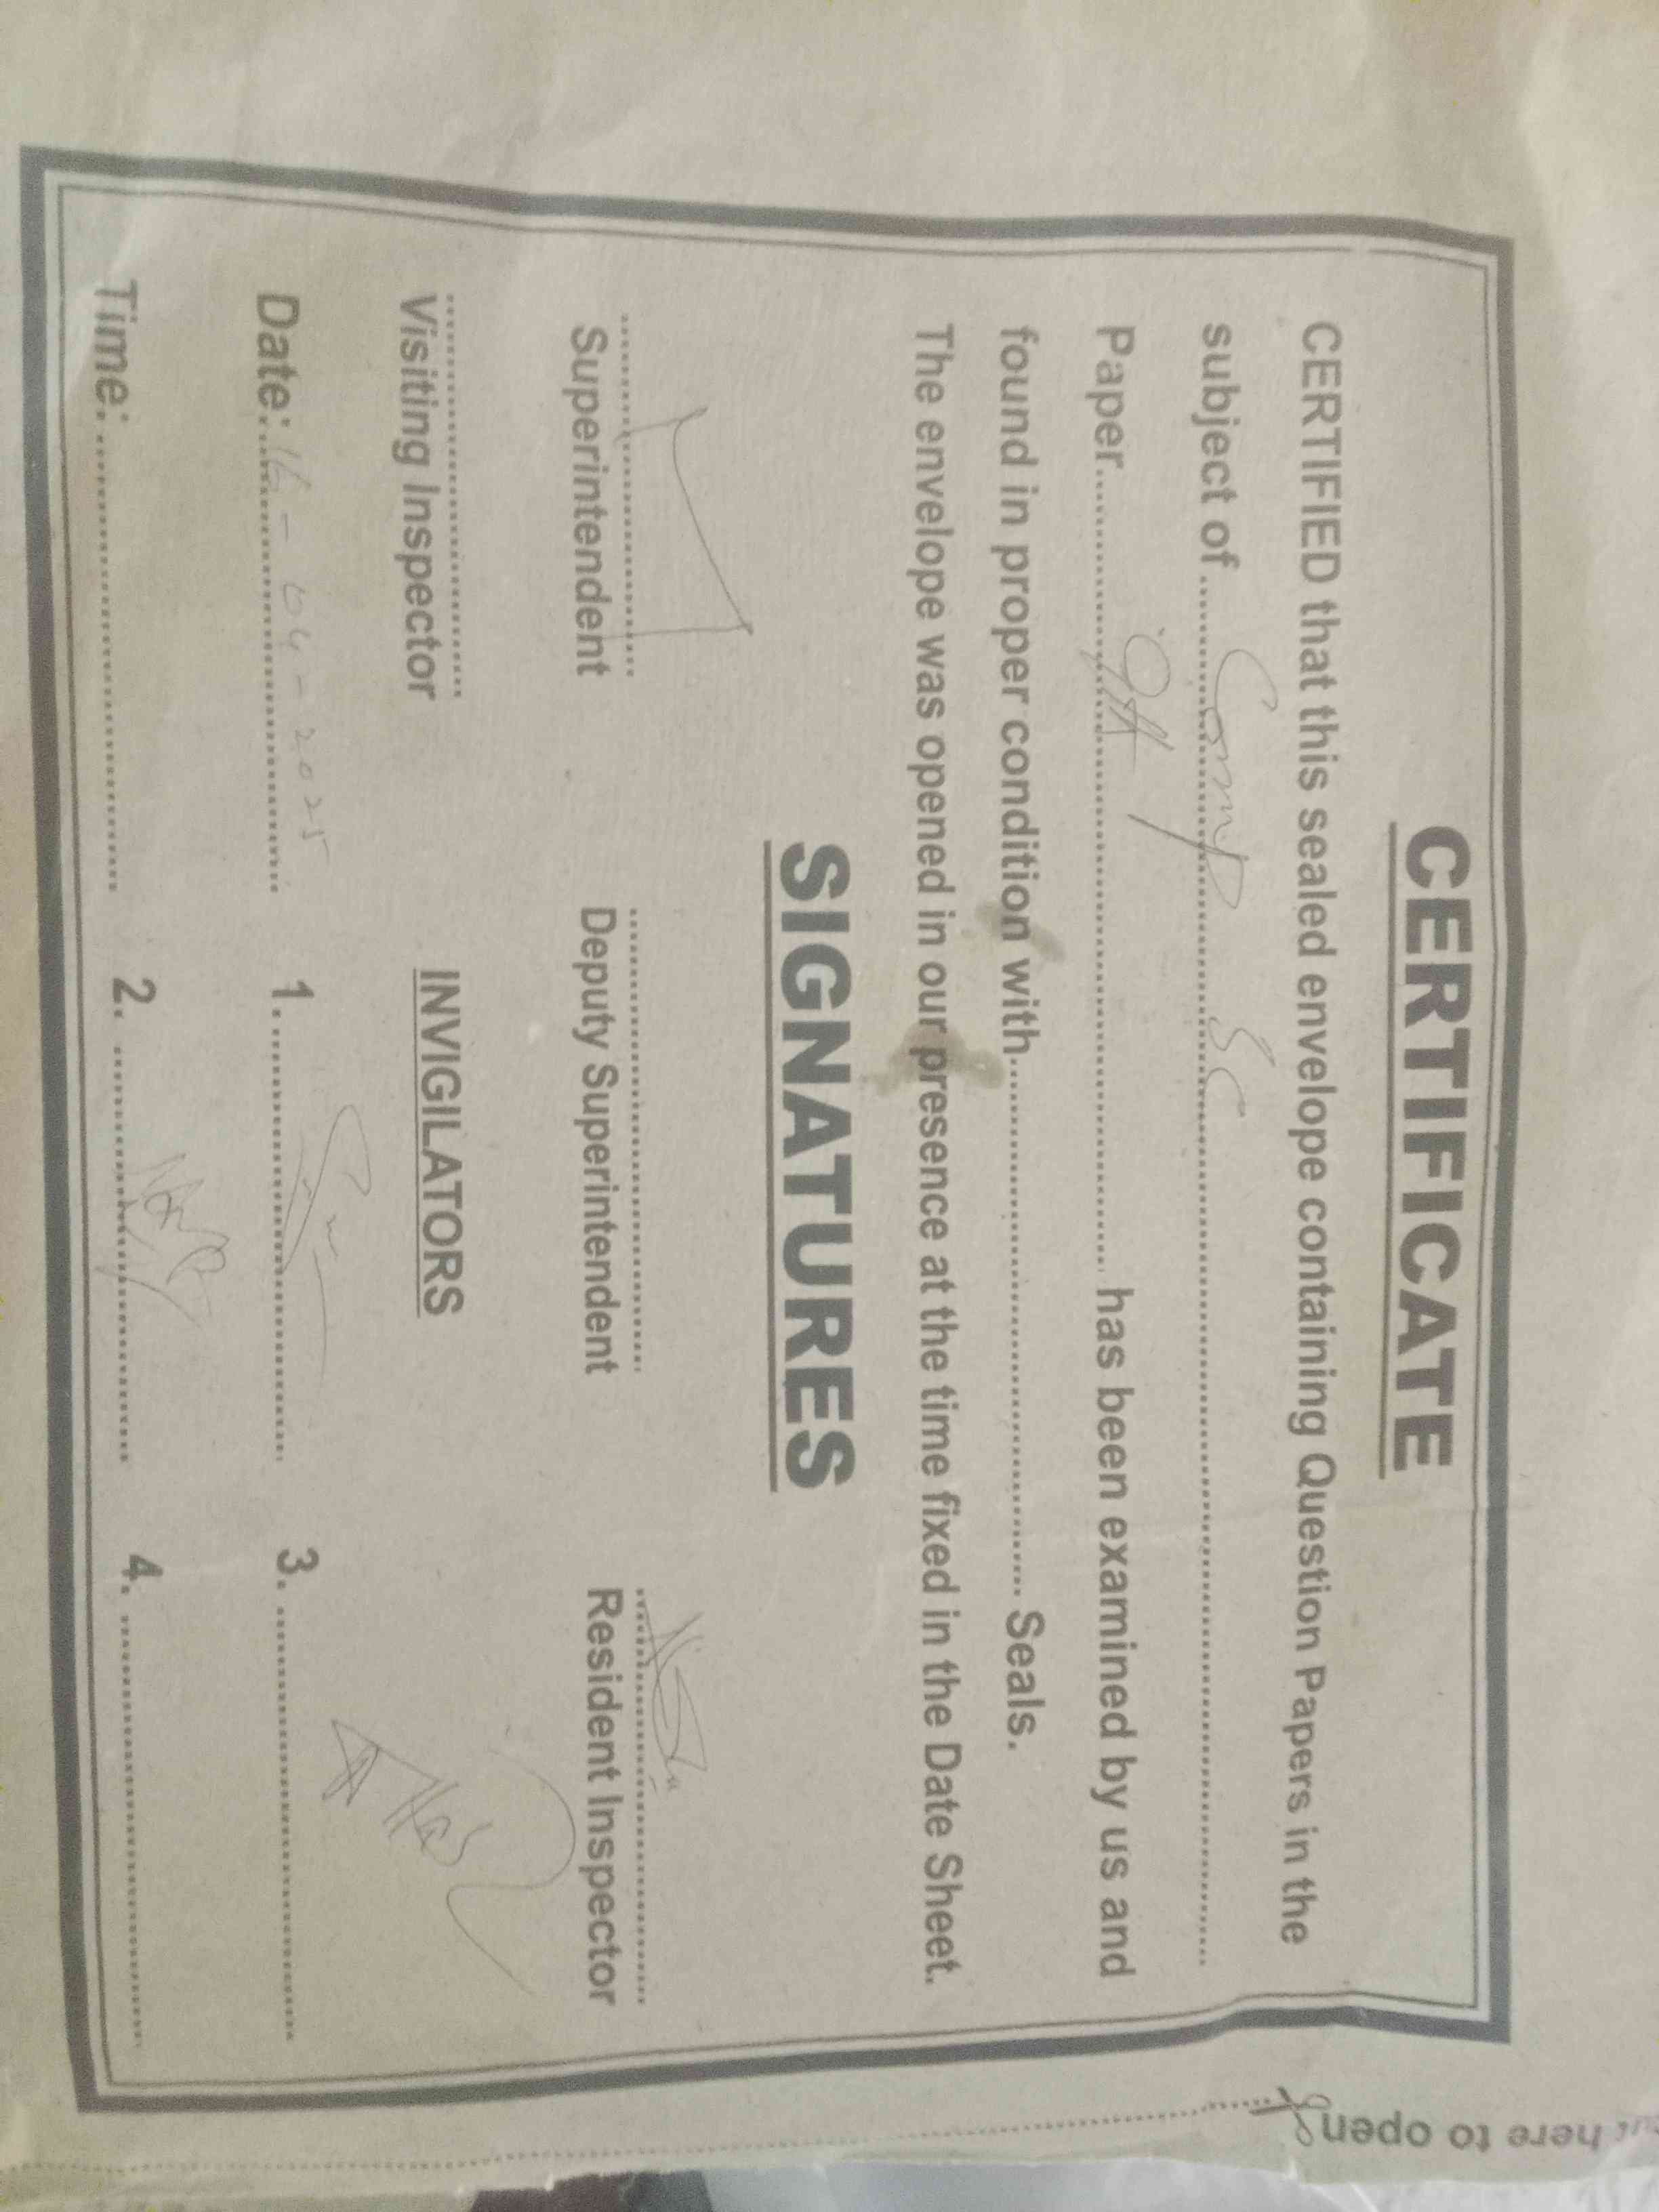 CERTIFICATE
CERTIFIED that this sealed envelope containing Question Papers in the
subject of ........ Comp Sc ........
Paper ........ 9th ........ has been examined by us and
found in proper condition with ........ Seals.
The envelope was opened in our presence at the time fixed in the Date Sheet.
SIGNATURES
Superintendent Deputy Superintendent Resident Inspector
Visiting Inspector INVIGILATORS
Date: 16-04-2025 1. ........ 3. ........
Time: ........ 2. ........ 4. ........
here to open